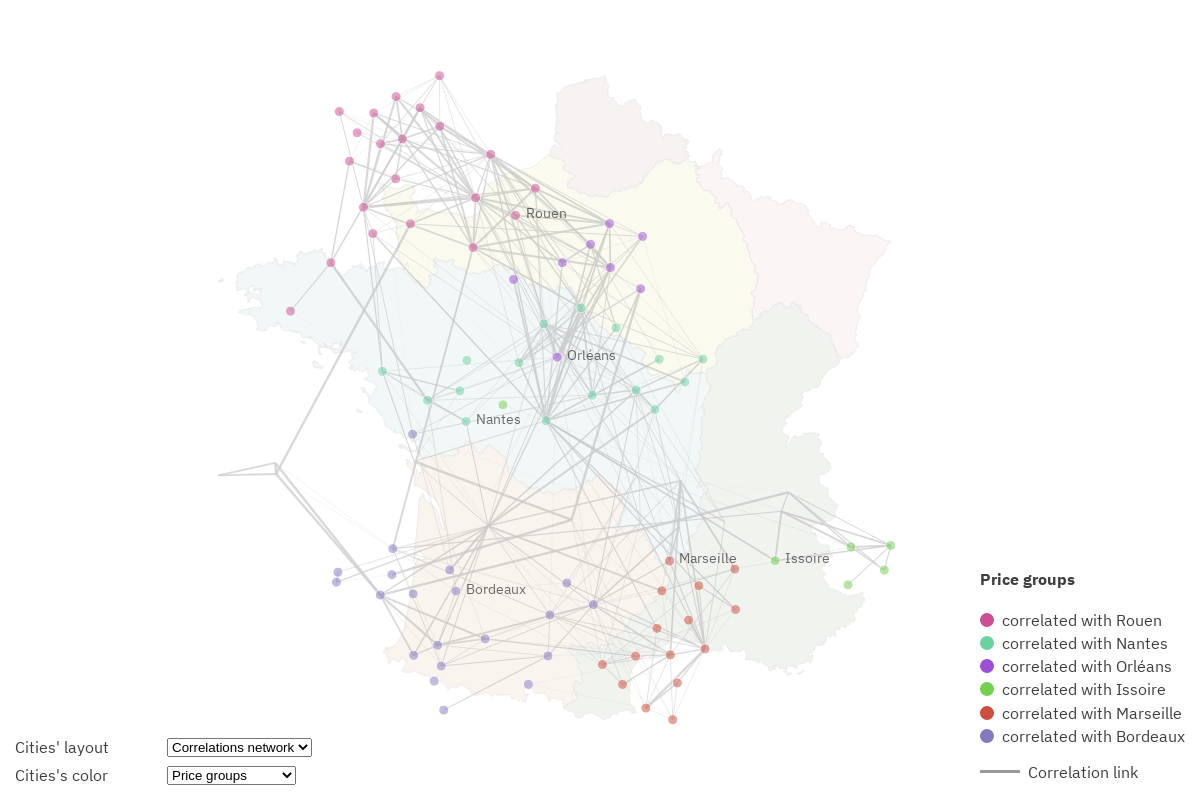 Rouen
Orléans
Nantes
Marseille
Issoire
Bordeaux
Price groups
correlated with Rouen
correlated with Nantes
correlated with Orléans
correlated with Issoire
correlated with Marseille
correlated with Bordeaux
Correlation link
Cities' layout
Correlations network
Cities's color
Price groups